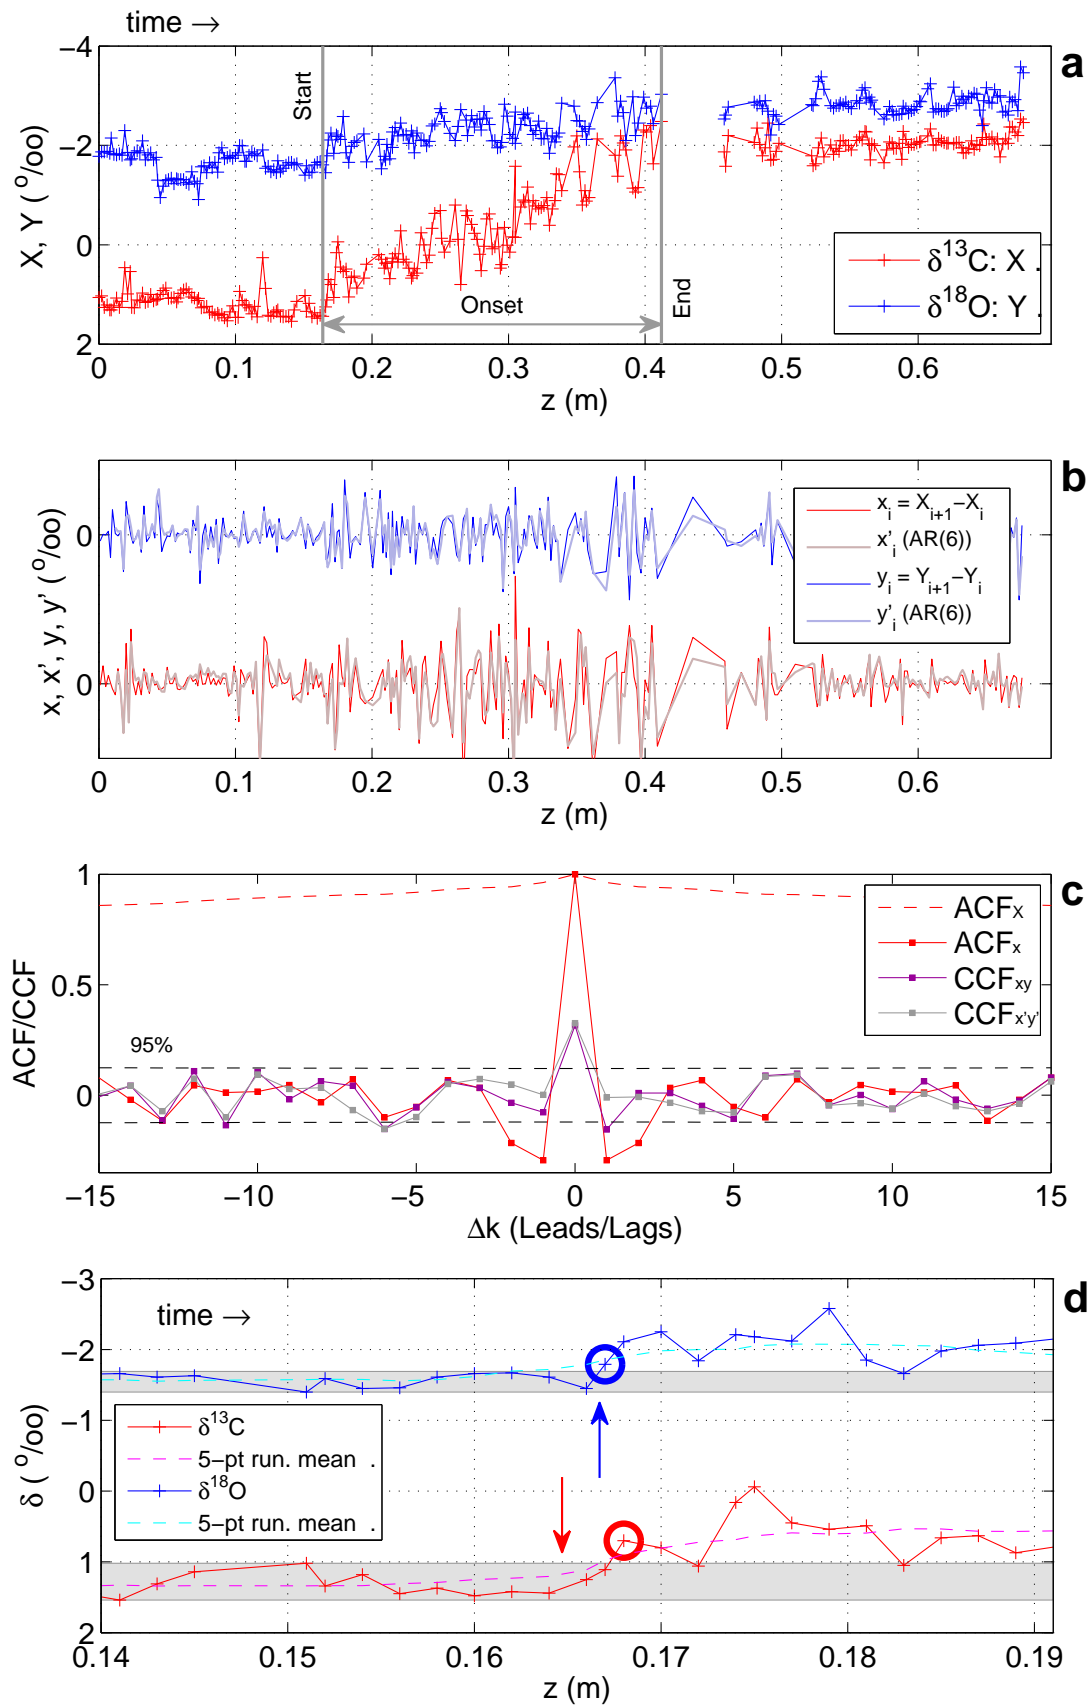 time →
a
−4
−2
0
2
X, Y (°/oo)
Start
Onset
End
δ13C: X .
δ18O: Y .
0 0.1 0.2 0.3 0.4 0.5 0.6
z (m)
b
0
0
x, x’, y, y’ (°/oo)
xi = Xi+1−Xi
x’i (AR(6))
yi = Yi+1−Yi
y’i (AR(6))
0 0.1 0.2 0.3 0.4 0.5 0.6
z (m)
c
1
0.5
0
ACF/CCF
95%
ACFX
ACFx
CCFxy
CCFx’y’
−15 −10 −5 0 5 10 15
Δk (Leads/Lags)
d
time →
−3
−2
−1
0
1
2
δ (°/oo)
δ13C
5−pt run. mean .
δ18O
5−pt run. mean .
0.14 0.15 0.16 0.17 0.18 0.19
z (m)